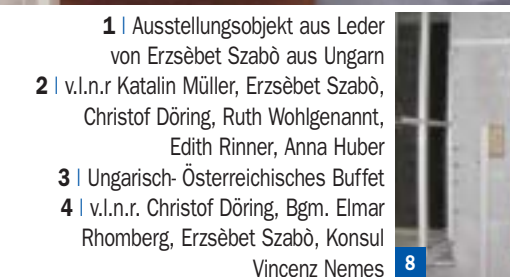 1 | Ausstellungsobjekt aus Leder
von Erzsèbet Szabò aus Ungarn
2 | v.l.n.r Katalin Müller, Erzsèbet Szabò,
Christof Döring, Ruth Wohlgenannt,
Edith Rinner, Anna Huber
3 | Ungarisch- Österreichisches Buffet
4 | v.l.n.r. Christof Döring, Bgm. Elmar
Rhomberg, Erzsèbet Szabò, Konsul
Vincenz Nemes
8